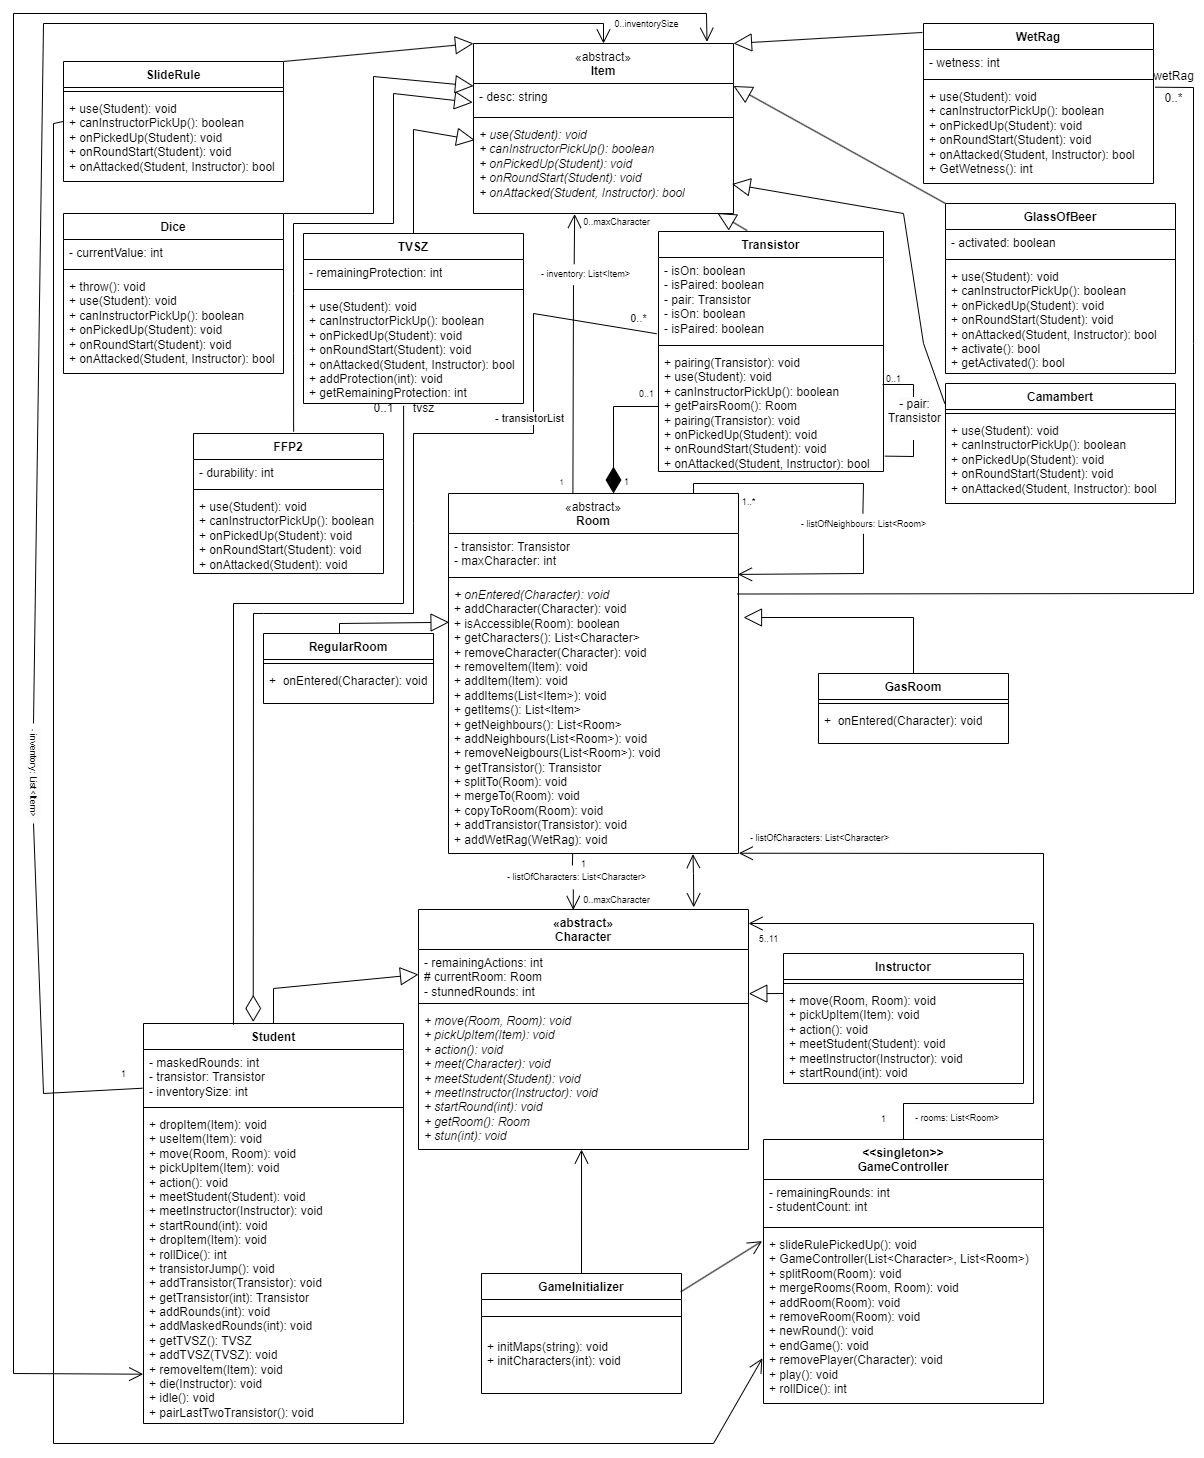 0..inventorySize
«abstract»
Item
- desc: string
+ use(Student): void
+ canInstructorPickUp(): boolean
+ onPickedUp(Student): void
+ onRoundStart(Student): void
+ onAttacked(Student, Instructor): bool
WetRag
- wetness: int
+ use(Student): void
+ canInstructorPickUp(): boolean
+ onPickedUp(Student): void
+ onRoundStart(Student): void
+ onAttacked(Student, Instructor): bool
+ GetWetness(): int
wetRag
0..*
SlideRule
+ use(Student): void
+ canInstructorPickUp(): boolean
+ onPickedUp(Student): void
+ onRoundStart(Student): void
+ onAttacked(Student, Instructor): bool
Dice
- currentValue: int
+ throw(): void
+ use(Student): void
+ canInstructorPickUp(): boolean
+ onPickedUp(Student): void
+ onRoundStart(Student): void
+ onAttacked(Student, Instructor): bool
TVSZ
- remainingProtection: int
+ use(Student): void
+ canInstructorPickUp(): boolean
+ onPickedUp(Student): void
+ onRoundStart(Student): void
+ onAttacked(Student, Instructor): bool
+ addProtection(int): void
+ getRemainingProtection: int
0..1
tvsz
0..maxCharacter
- inventory: List<Item>
0..*
- transistorList
Transistor
- isOn: boolean
- isPaired: boolean
- pair: Transistor
- isOn: boolean
- isPaired: boolean
+ pairing(Transistor): void
+ use(Student): void
+ canInstructorPickUp(): boolean
+ getPairsRoom(): Room
+ pairing(Transistor): void
+ onPickedUp(Student): void
+ onRoundStart(Student): void
+ onAttacked(Student, Instructor): bool
0..1
0..1
- pair:
Transistor
GlassOfBeer
- activated: boolean
+ use(Student): void
+ canInstructorPickUp(): boolean
+ onPickedUp(Student): void
+ onRoundStart(Student): void
+ onAttacked(Student, Instructor): bool
+ activate(): bool
+ getActivated(): bool
Camambert
+ use(Student): void
+ canInstructorPickUp(): boolean
+ onPickedUp(Student): void
+ onRoundStart(Student): void
+ onAttacked(Student, Instructor): bool
FFP2
- durability: int
+ use(Student): void
+ canInstructorPickUp(): boolean
+ onPickedUp(Student): void
+ onRoundStart(Student): void
+ onAttacked(Student): void
1
1
1..*
- listOfNeighbours: List<Room>
«abstract»
Room
- transistor: Transistor
- maxCharacter: int
+ onEntered(Character): void
+ addCharacter(Character): void
+ isAccessible(Room): boolean
+ getCharacters(): List<Character>
+ removeCharacter(Character): void
+ removeItem(Item): void
+ addItem(Item): void
+ addItems(List<Item>): void
+ getItems(): List<Item>
+ getNeighbours(): List<Room>
+ addNeighbours(List<Room>): void
+ removeNeigbours(List<Room>): void
+ getTransistor(): Transistor
+ splitTo(Room): void
+ mergeTo(Room): void
+ copyToRoom(Room): void
+ addTransistor(Transistor): void
+ addWetRag(WetRag): void
RegularRoom
+ onEntered(Character): void
GasRoom
+ onEntered(Character): void
- inventory: List<Item>
- listOfCharacters: List<Character>
1
- listOfCharacters: List<Character>
0..maxCharacter
«abstract»
Character
- remainingActions: int
# currentRoom: Room
- stunnedRounds: int
+ move(Room, Room): void
+ pickUpItem(Item): void
+ action(): void
+ meet(Character): void
+ meetStudent(Student): void
+ meetInstructor(Instructor): void
+ startRound(int): void
+ getRoom(): Room
+ stun(int): void
5..11
Instructor
+ move(Room, Room): void
+ pickUpItem(Item): void
+ action(): void
+ meetStudent(Student): void
+ meetInstructor(Instructor): void
+ startRound(int): void
1
Student
- maskedRounds: int
- transistor: Transistor
- inventorySize: int
+ dropItem(Item): void
+ useItem(Item): void
+ move(Room, Room): void
+ pickUpItem(Item): void
+ action(): void
+ meetStudent(Student): void
+ meetInstructor(Instructor): void
+ startRound(int): void
+ dropItem(Item): void
+ rollDice(): int
+ transistorJump(): void
+ addTransistor(Transistor): void
+ getTransistor(int): Transistor
+ addRounds(int): void
+ addMaskedRounds(int): void
+ getTVSZ(): TVSZ
+ addTVSZ(TVSZ): void
+ removeItem(Item): void
+ die(Instructor): void
+ idle(): void
+ pairLastTwoTransistor(): void
1
- rooms: List<Room>
<<singleton>>
GameController
- remainingRounds: int
- studentCount: int
+ slideRulePickedUp(): void
+ GameController(List<Character>, List<Room>)
+ splitRoom(Room): void
+ mergeRooms(Room, Room): void
+ addRoom(Room): void
+ removeRoom(Room): void
+ newRound(): void
+ endGame(): void
+ removePlayer(Character): void
+ play(): void
+ rollDice(): int
GameInitializer
+ initMaps(string): void
+ initCharacters(int): void